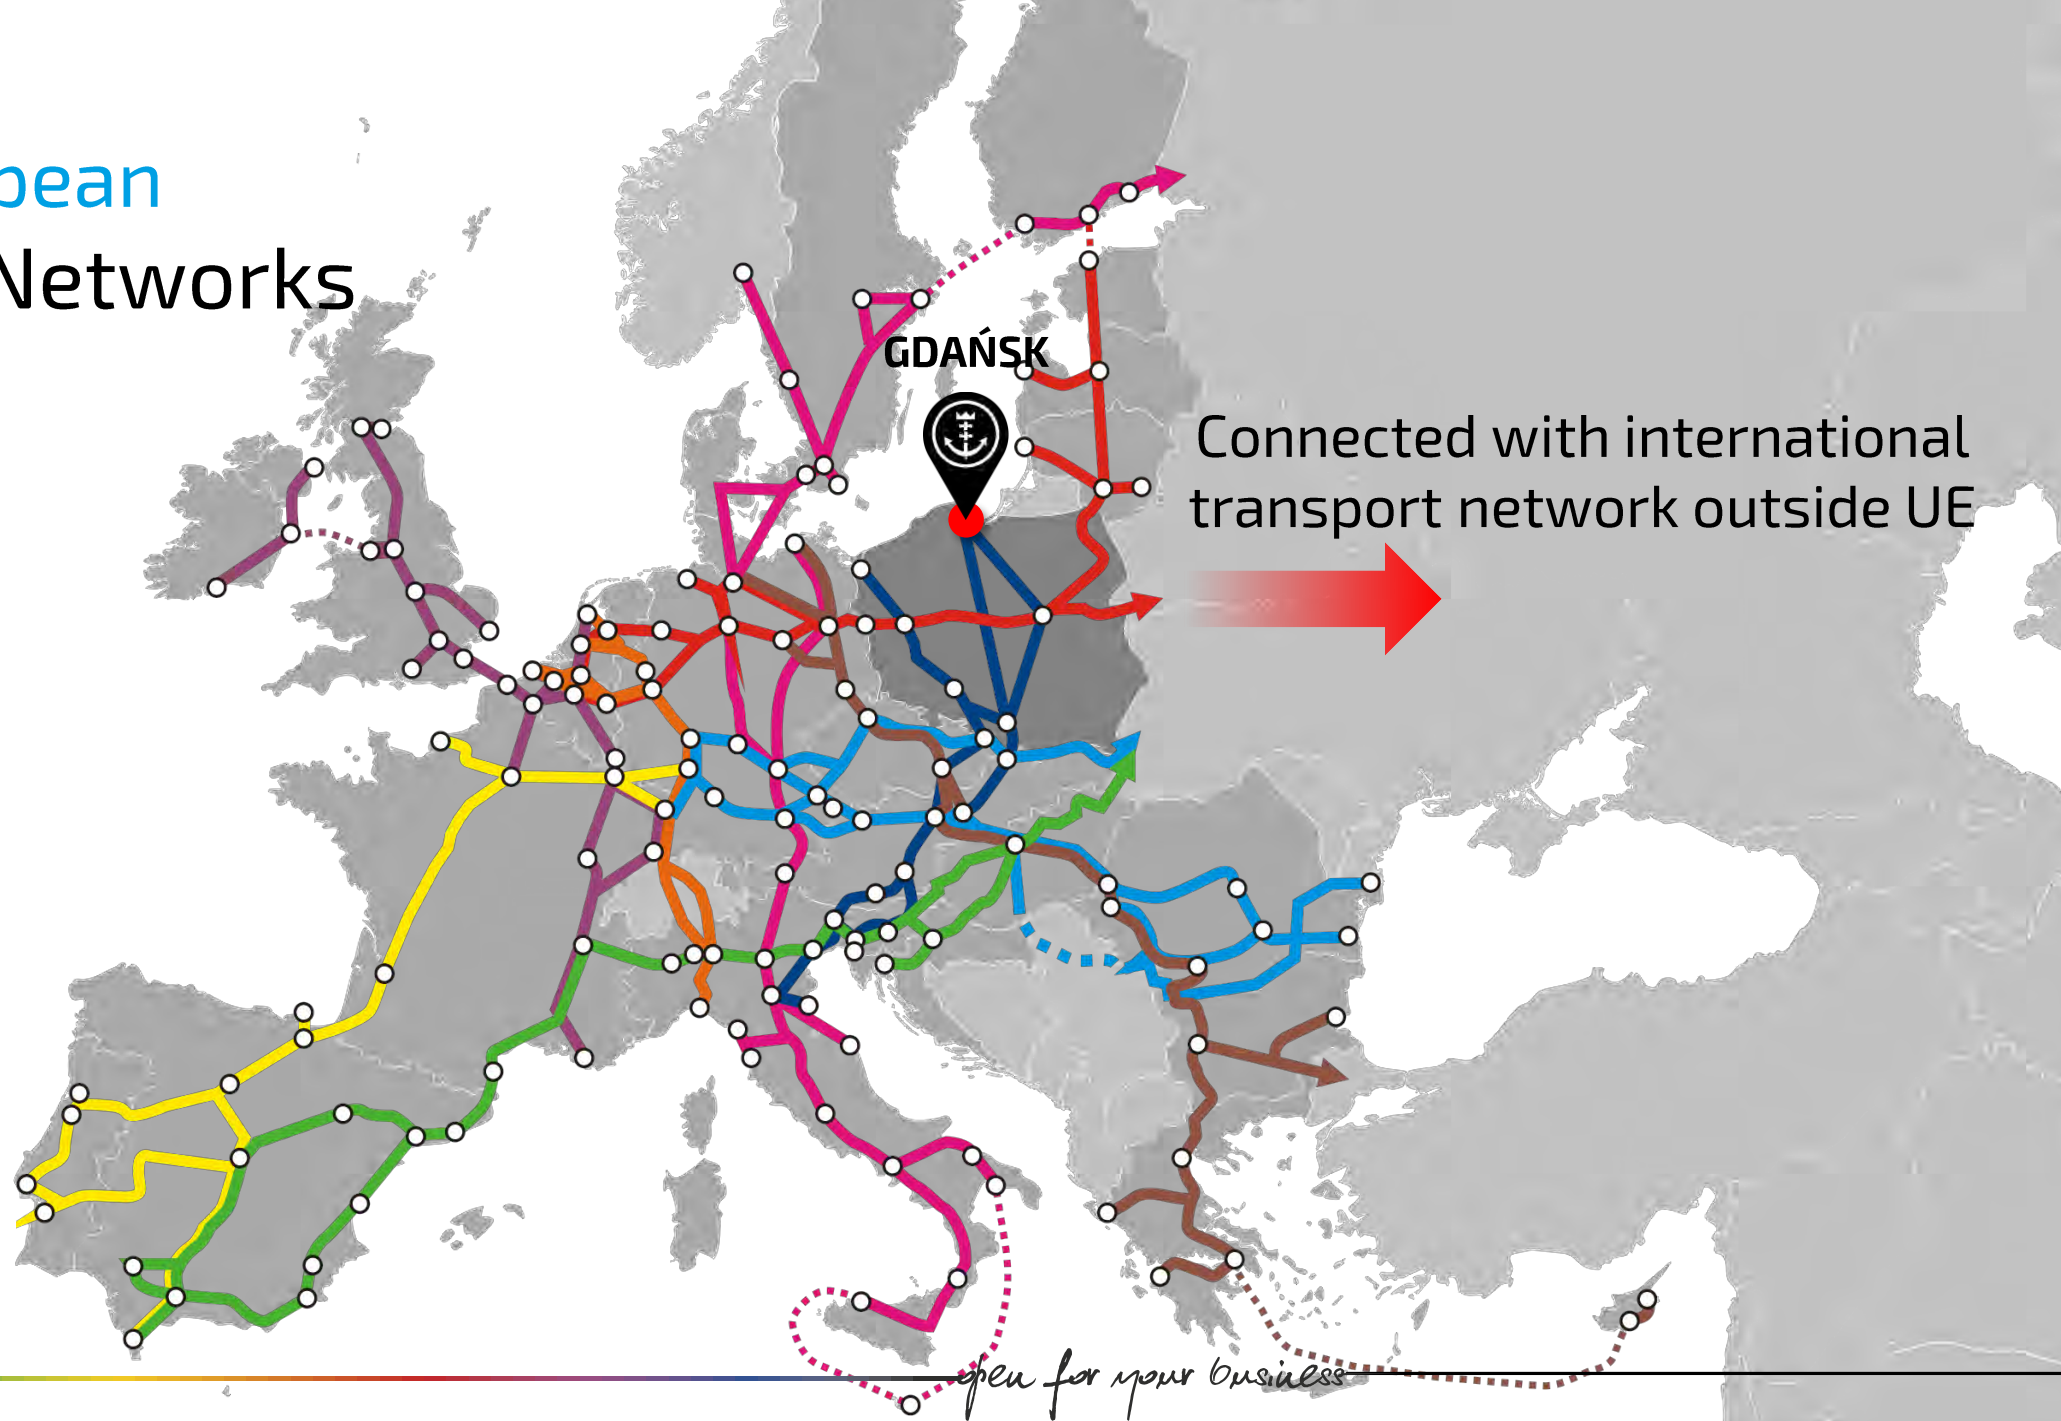 pean
Networks
GDAŃSK
Connected with international
transport network outside UE
open for your business